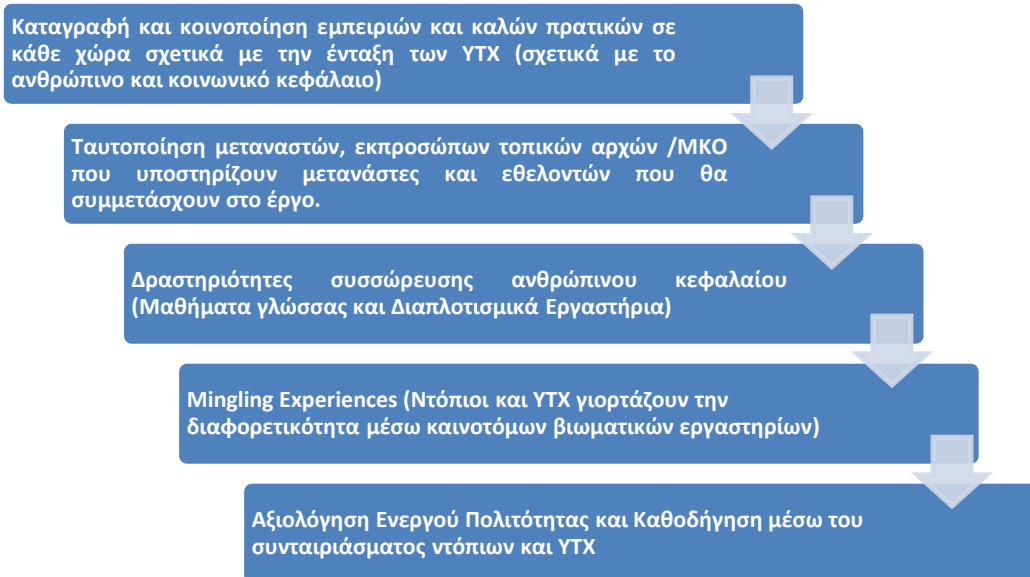 Καταγραφή και κοινοποίηση εμπειριών και καλών πρατικών σε
κάθε χώρα σχετικά με την ένταξη των ΥΤΧ (σχετικά με το
ανθρώπινο και κοινωνικό κεφάλαιο)
Ταυτοποίηση μεταναστών, εκπροσώπων τοπικών αρχών /ΜΚΟ
που υποστηρίζουν μετανάστες και εθελοντών που θα
συμμετάσχουν στο έργο.
Δραστηριότητες συσσώρευσης ανθρώπινου κεφαλαίου
(Μαθήματα γλώσσας και Διαπλοτισμικά Εργαστήρια)
Mingling Experiences (Ντόπιοι και ΥΤΧ γιορτάζουν την
διαφορετικότητα μέσω καινοτόμων βιωματικών εργαστηρίων)
Αξιολόγηση Ενεργού Πολιτότητας και Καθοδήγηση μέσω του
συνταιριάσματος ντόπιων και ΥΤΧ